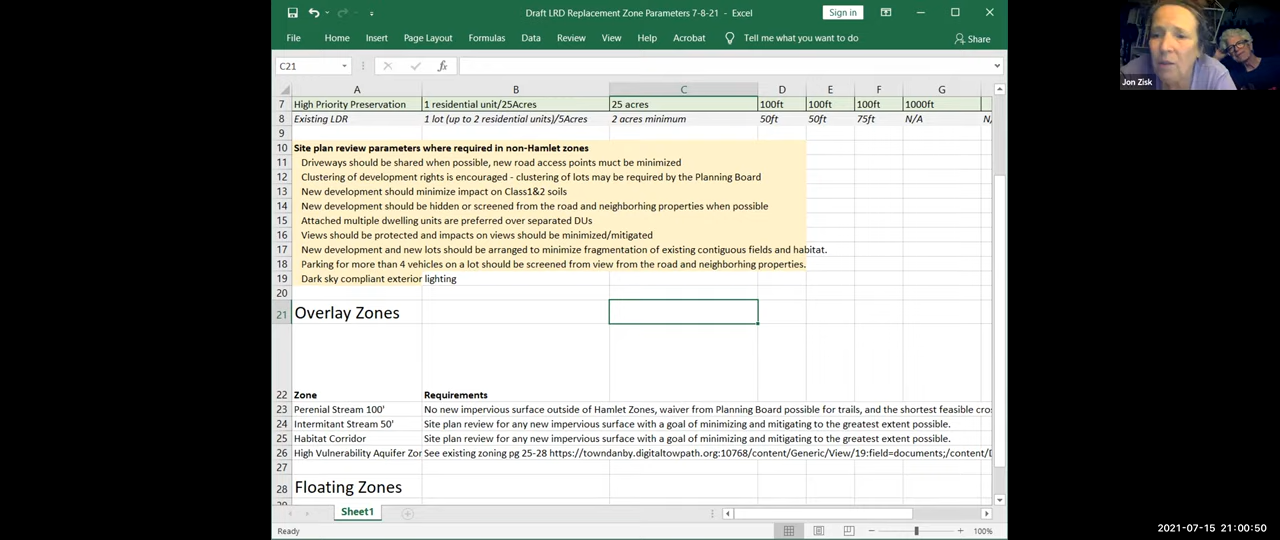 Draft LRD Replacement Zone Parameters 7-8-21 - Excel
Sign in
File Home Insert Page Layout Formulas Data Review View Help Acrobat Tell me what you want to do Share
C21
fx
A B C D E F G
7 High Priority Preservation 1 residential unit/25Acres 25 acres 100ft 100ft 100ft 1000ft
8 Existing LDR 1 lot (up to 2 residential units)/5Acres 2 acres minimum 50ft 50ft 75ft N/A N/
9
10 Site plan review parameters where required in non-Hamlet zones
11 Driveways should be shared when possible, new road access points muct be minimized
12 Clustering of development rights is encouraged - clustering of lots may be required by the Planning Board
13 New development should minimize impact on Class1&2 soils
14 New development should be hidden or screened from the road and neighborhing properties when possible
15 Attached multiple dwelling units are preferred over separated DUs
16 Views should be protected and impacts on views should be minimized/mitigated
17 New development and new lots should be arranged to minimize fragmentation of existing contiguous fields and habitat.
18 Parking for more than 4 vehicles on a lot should be screened from view from the road and neighborhing properties.
19 Dark sky compliant exterior lighting
20
21 Overlay Zones
22 Zone Requirements
23 Perenial Stream 100' No new impervious surface outside of Hamlet Zones, waiver from Planning Board possible for trails, and the shortest feasible cros
24 Intermitant Stream 50' Site plan review for any new impervious surface with a goal of minimizing and mitigating to the greatest extent possible.
25 Habitat Corridor Site plan review for any new impervious surface with a goal of minimizing and mitigating to the greatest extent possible.
26 High Vulnerability Aquifer Zor See existing zoning pg 25-28 https://towndanby.digitaltowpath.org:10768/content/Generic/View/19:field=documents;/content/D
27
28 Floating Zones
Sheet1
Ready
100%
Jon Zisk
2021-07-15 21:00:50